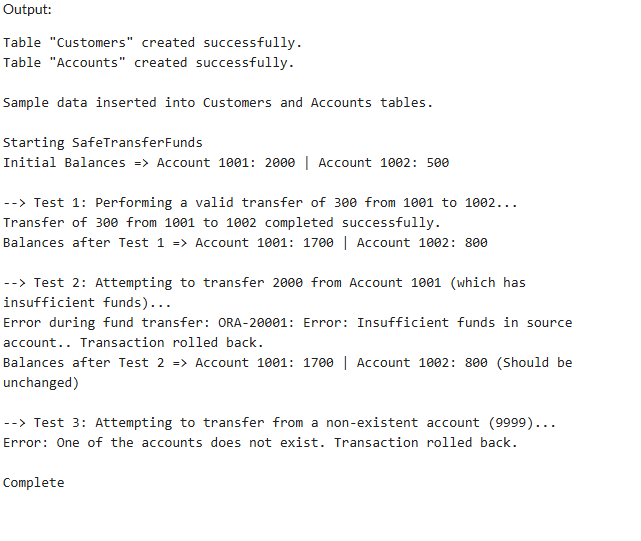 Output:
Table "Customers" created successfully.
Table "Accounts" created successfully.
Sample data inserted into Customers and Accounts tables.
Starting SafeTransferFunds
Initial Balances => Account 1001: 2000 | Account 1002: 500
--> Test 1: Performing a valid transfer of 300 from 1001 to 1002...
Transfer of 300 from 1001 to 1002 completed successfully.
Balances after Test 1 => Account 1001: 1700 | Account 1002: 800
--> Test 2: Attempting to transfer 2000 from Account 1001 (which has
insufficient funds)...
Error during fund transfer: ORA-20001: Error: Insufficient funds in source
account.. Transaction rolled back.
Balances after Test 2 => Account 1001: 1700 | Account 1002: 800 (Should be
unchanged)
--> Test 3: Attempting to transfer from a non-existent account (9999)...
Error: One of the accounts does not exist. Transaction rolled back.
Complete